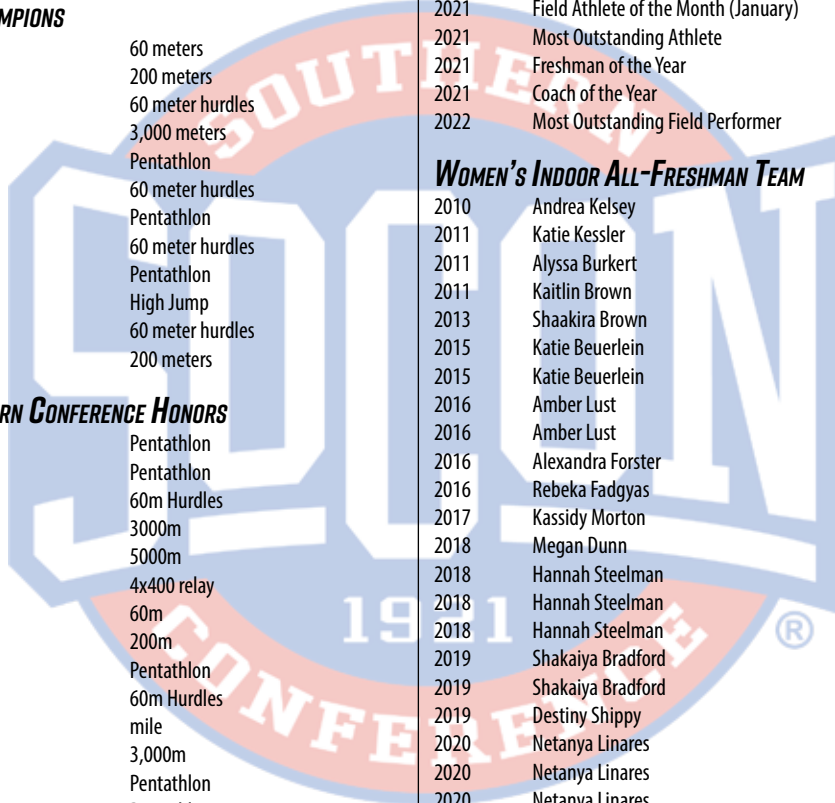 MPIONS
60 meters
200 meters
60 meter hurdles
3,000 meters
Pentathlon
60 meter hurdles
Pentathlon
60 meter hurdles
Pentathlon
High Jump
60 meter hurdles
200 meters
RN CONFERENCE HONORS
Pentathlon
Pentathlon
60m Hurdles
3000m
5000m
4x400 relay
60m
200m
Pentathlon
60m Hurdles
mile
3,000m
Pentathlon
2021 Field Athlete of the Month (January)
2021 Most Outstanding Athlete
2021 Freshman of the Year
2021 Coach of the Year
2022 Most Outstanding Field Performer
WOMEN'S INDOOR ALL-FRESHMAN TEAM
2010 Andrea Kelsey
2011 Katie Kessler
2011 Alyssa Burkert
2011 Kaitlin Brown
2013 Shaakira Brown
2015 Katie Beuerlein
2015 Katie Beuerlein
2016 Amber Lust
2016 Amber Lust
2016 Alexandra Forster
2016 Rebeka Fadgyas
2017 Kassidy Morton
2018 Megan Dunn
2018 Hannah Steelman
2018 Hannah Steelman
2018 Hannah Steelman
2019 Shakaiya Bradford
2019 Shakaiya Bradford
2019 Destiny Shippy
2020 Netanya Linares
2020 Netanya Linares
2020 Netanya Linares
SOUTHERN
SOCON
1921
CONFERENCE
®